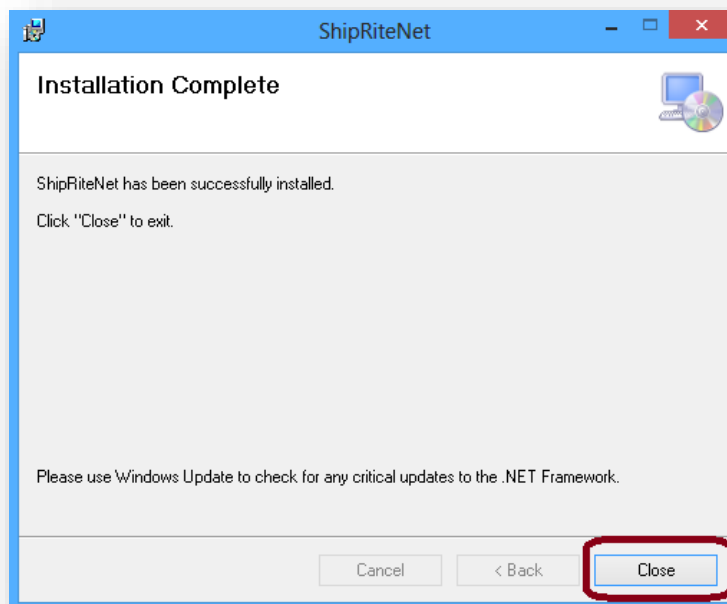 ShipRiteNet
Installation Complete
ShipRiteNet has been successfully installed.
Click "Close" to exit.
Please use Windows Update to check for any critical updates to the .NET Framework.
Cancel
< Back
Close